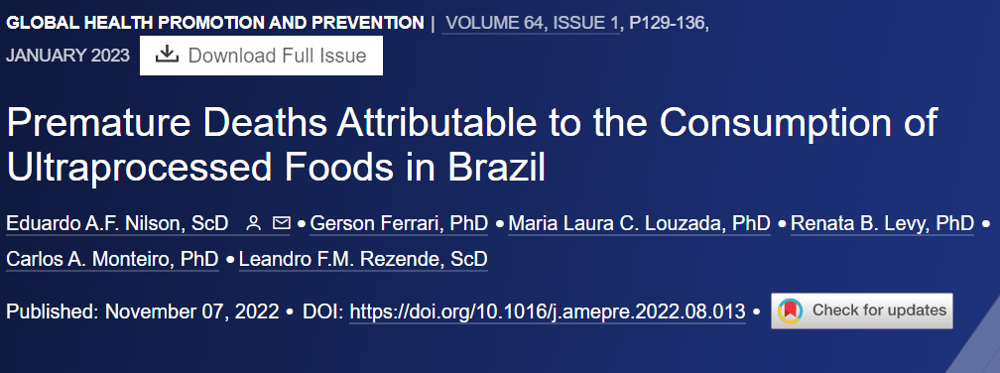 GLOBAL HEALTH PROMOTION AND PREVENTION | VOLUME 64, ISSUE 1, P129-136,
JANUARY 2023 Download Full Issue
Premature Deaths Attributable to the Consumption of
Ultraprocessed Foods in Brazil
Eduardo A.F. Nilson, ScD • Gerson Ferrari, PhD • Maria Laura C. Louzada, PhD • Renata B. Levy, PhD •
Carlos A. Monteiro, PhD • Leandro F.M. Rezende, ScD
Published: November 07, 2022 • DOI: https://doi.org/10.1016/j.amepre.2022.08.013 • Check for updates